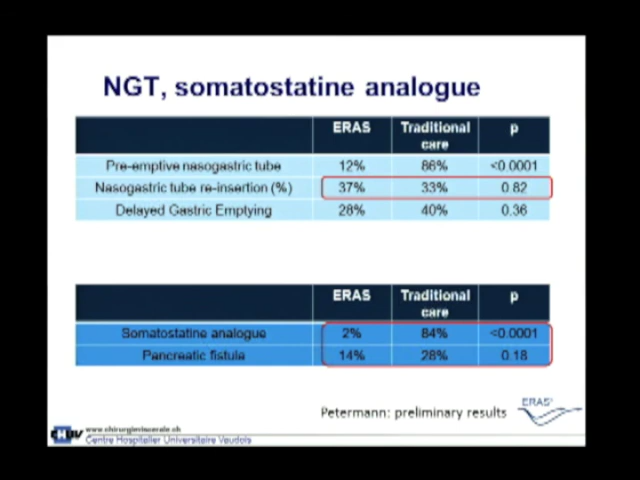 NGT, somatostatine analogue
ERAS Traditional care p
Pre-emptive nasogastric tube 12% 86% <0.0001
Nasogastric tube re-insertion (%) 37% 33% 0.82
Delayed Gastric Emptying 28% 40% 0.36
ERAS Traditional care p
Somatostatine analogue 2% 84% <0.0001
Pancreatic fistula 14% 28% 0.18
Petermann: preliminary results
ERAS
www.chirurgieviscerale.ch
Centre Hospitalier Universitaire Vaudois